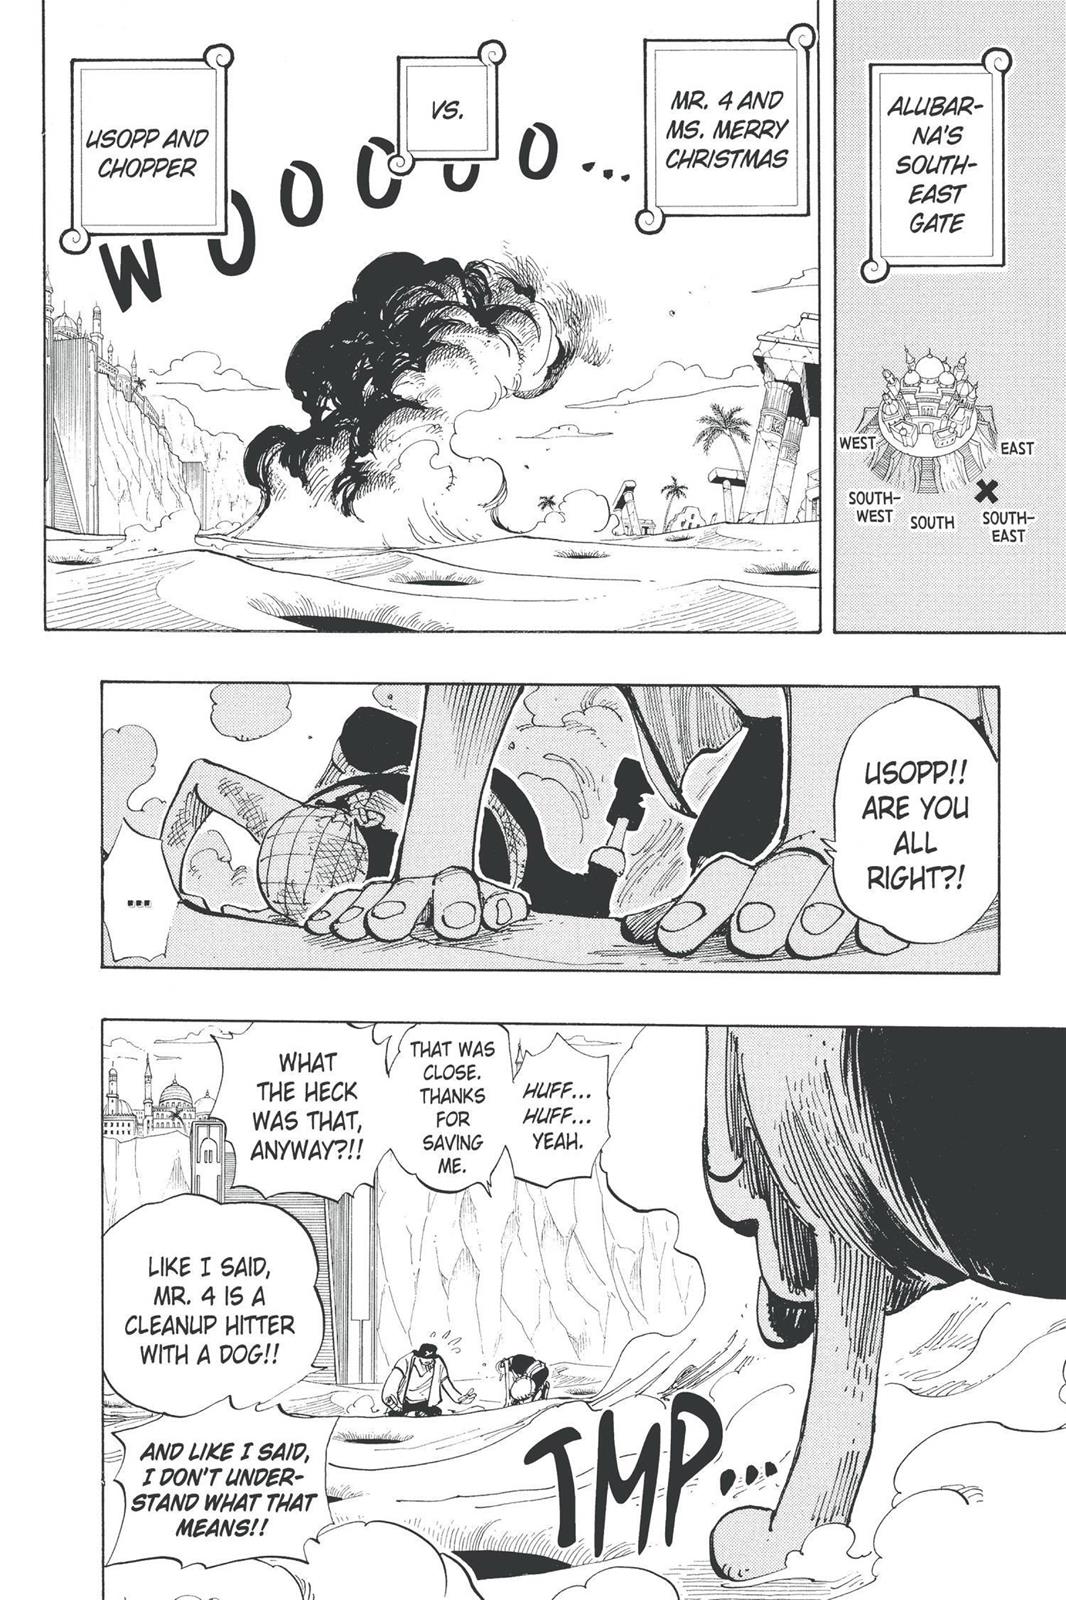 ALUBAR-
NA'S
SOUTH-
EAST
GATE
WEST
EAST
SOUTH-
WEST
SOUTH
SOUTH-
EAST
MR. 4 AND
MS. MERRY
CHRISTMAS
VS.
USOPP AND
CHOPPER
WOOOOOO...
USOPP!!
ARE YOU
ALL
RIGHT?!
...
HUFF...
HUFF...
YEAH.
THAT WAS
CLOSE.
THANKS
FOR
SAVING
ME.
WHAT
THE HECK
WAS THAT,
ANYWAY?!!
LIKE I SAID,
MR. 4 IS A
CLEANUP HITTER
WITH A DOG!!
AND LIKE I SAID,
I DON'T UNDER-
STAND WHAT THAT
MEANS!!
TMP...